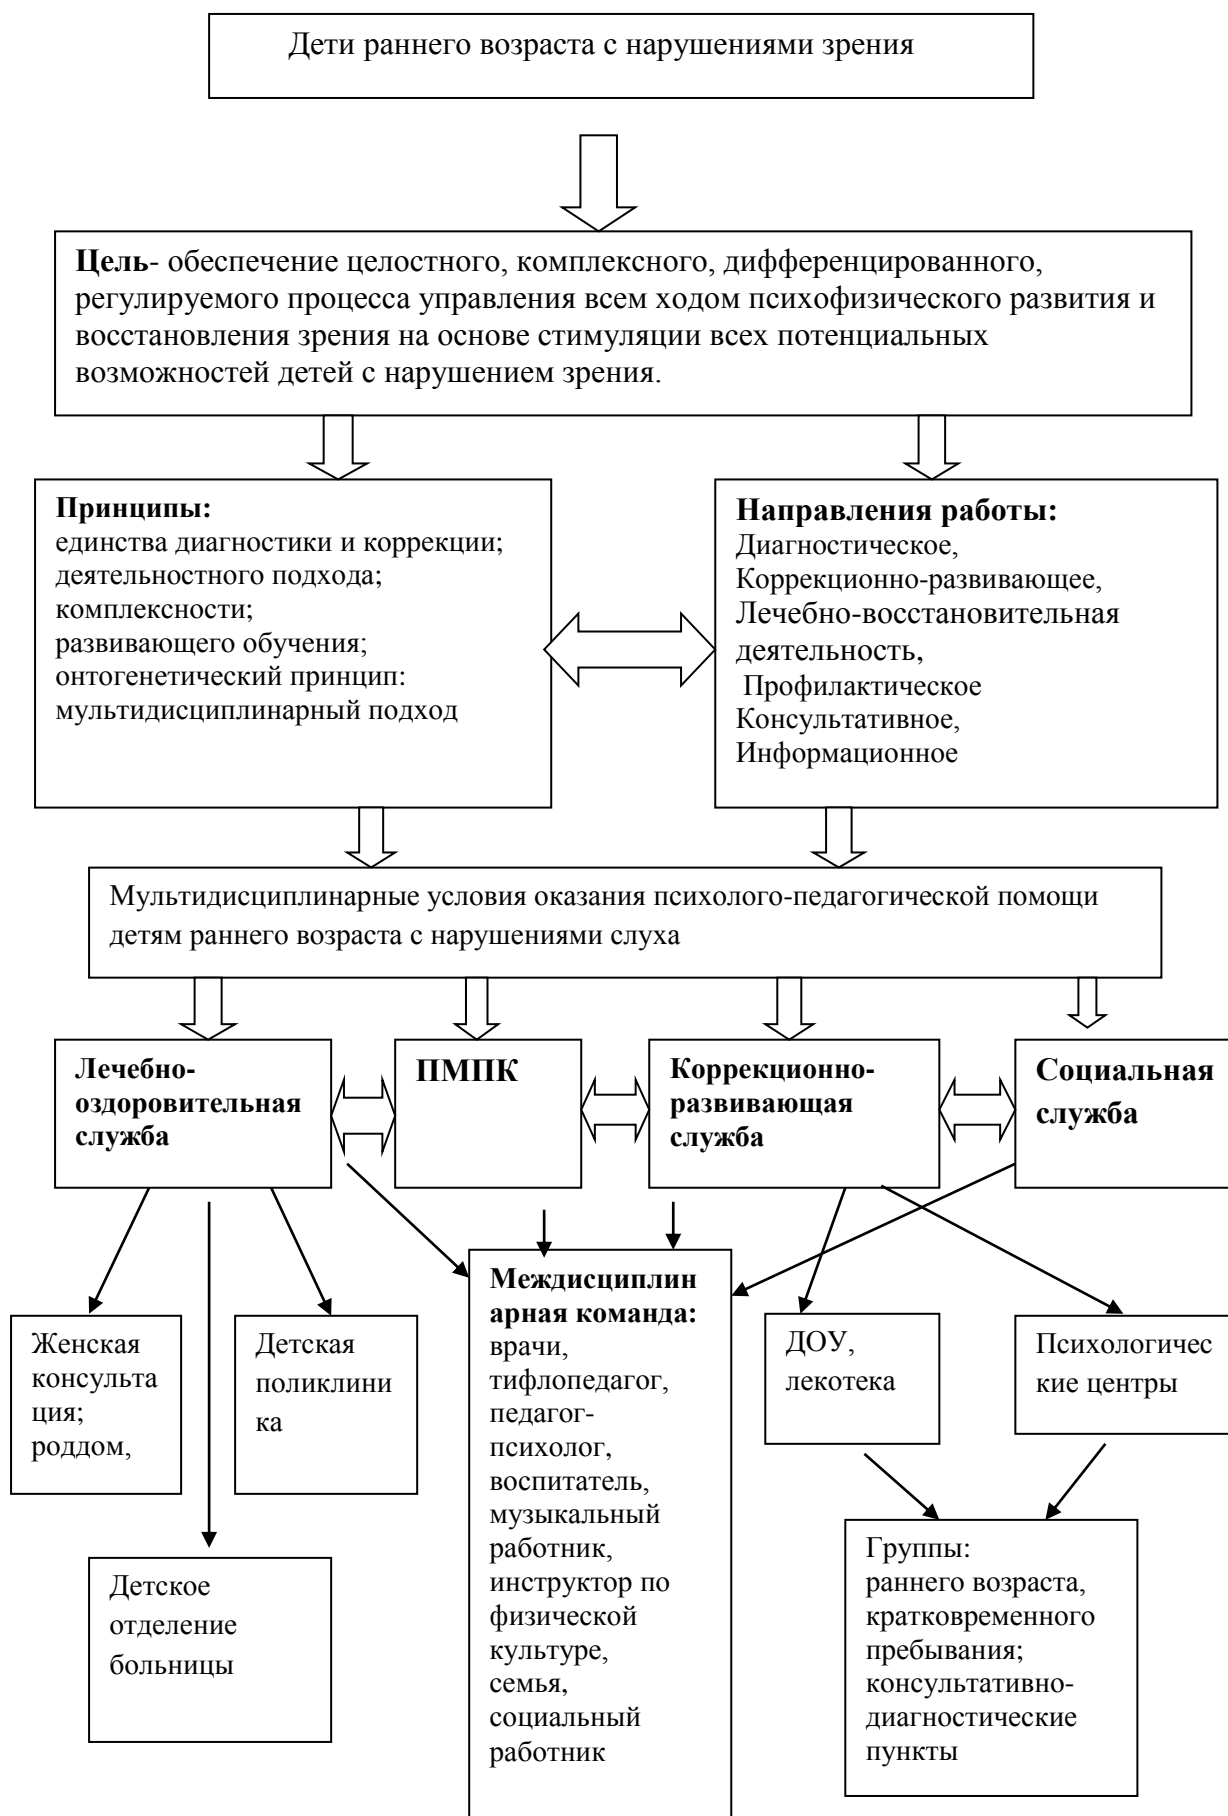 Дети раннего возраста с нарушениями зрения
Цель- обеспечение целостного, комплексного, дифференцированного,
регулируемого процесса управления всем ходом психофизического развития и
восстановления зрения на основе стимуляции всех потенциальных
возможностей детей с нарушением зрения.
Принципы:
единства диагностики и коррекции;
деятельностного подхода;
комплексности;
развивающего обучения;
онтогенетический принцип:
мультидисциплинарный подход
Направления работы:
Диагностическое,
Коррекционно-развивающее,
Лечебно-восстановительная
деятельность,
Профилактическое
Консультативное,
Информационное
Мультидисциплинарные условия оказания психолого-педагогической помощи
детям раннего возраста с нарушениями слуха
Лечебно-
оздоровительная
служба
ПМПК
Коррекционно-
развивающая
служба
Социальная
служба
Женская
консульта
ция;
роддом,
Детская
поликлини
ка
Детское
отделение
больницы
Междисциплин
арная команда:
врачи,
тифлопедагог,
педагог-
психолог,
воспитатель,
музыкальный
работник,
инструктор по
физической
культуре,
семья,
социальный
работник
ДОУ,
лекотека
Психологичес
кие центры
Группы:
раннего возраста,
кратковременного
пребывания;
консультативно-
диагностические
пункты